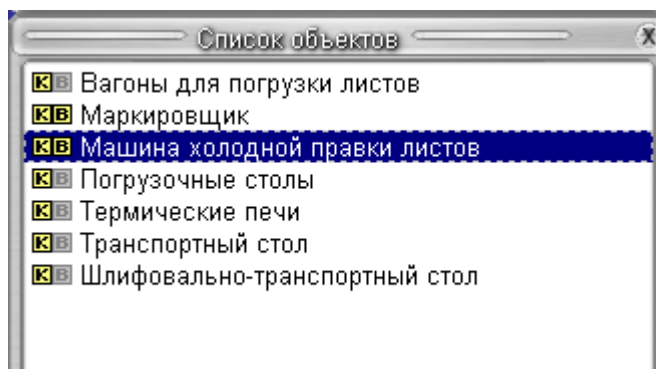 Список объектов X
КВ Вагоны для погрузки листов
КВ Маркировщик
КВ Машина холодной правки листов
КВ Погрузочные столы
КВ Термические печи
КВ Транспортный стол
КВ Шлифовально-транспортный стол